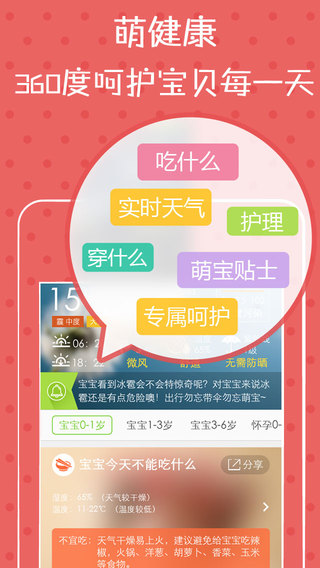 萌健康
360度呵护宝贝每一天
吃什么
实时天气
护理
穿什么
萌宝贴士
专属呵护
15
霾 中度
06:2
18:22
微风
舒适
无需防晒
宝宝看到冰雹会不会特惊奇呢？对宝宝来说冰
雹还是有点危险噢！出行勿忘带伞勿忘萌宝~
宝宝0-1岁
宝宝1-3岁
宝宝3-6岁
怀孕0-
宝宝今天不能吃什么
分享
湿度：65% （天气较干燥）
温度：11-22℃ （温度较低）
不宜吃：天气干燥易上火，建议避免给宝宝吃辣
椒，火锅、洋葱、胡萝卜、香菜、玉米
等食物。